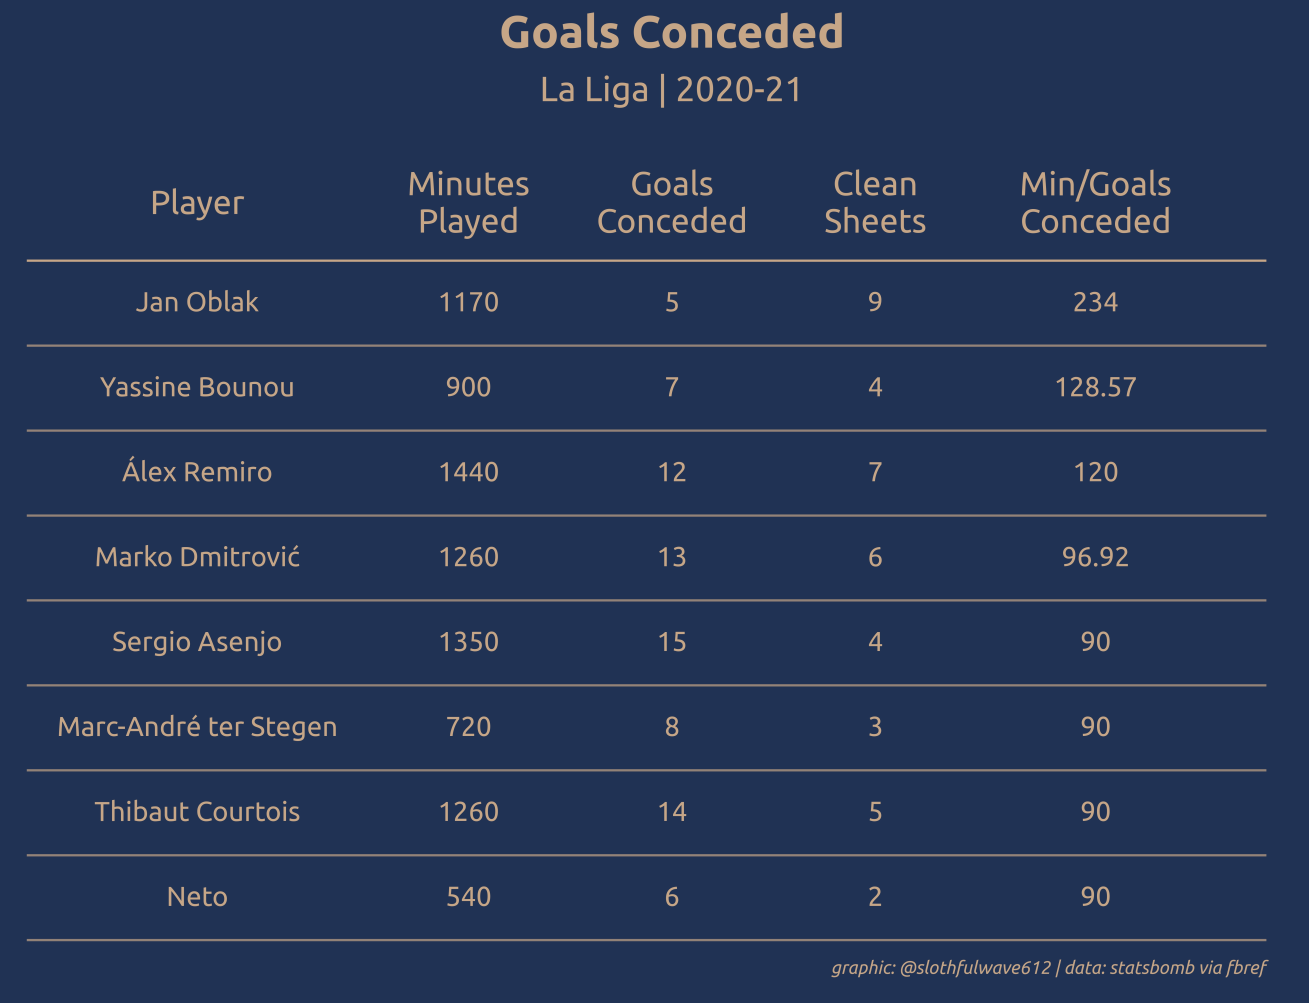 Goals Conceded
La Liga | 2020-21
Player Minutes Played Goals Conceded Clean Sheets Min/Goals Conceded
Jan Oblak 1170 5 9 234
Yassine Bounou 900 7 4 128.57
Álex Remiro 1440 12 7 120
Marko Dmitrović 1260 13 6 96.92
Sergio Asenjo 1350 15 4 90
Marc-André ter Stegen 720 8 3 90
Thibaut Courtois 1260 14 5 90
Neto 540 6 2 90
graphic: @slothfulwave612 | data: statsbomb via fbref